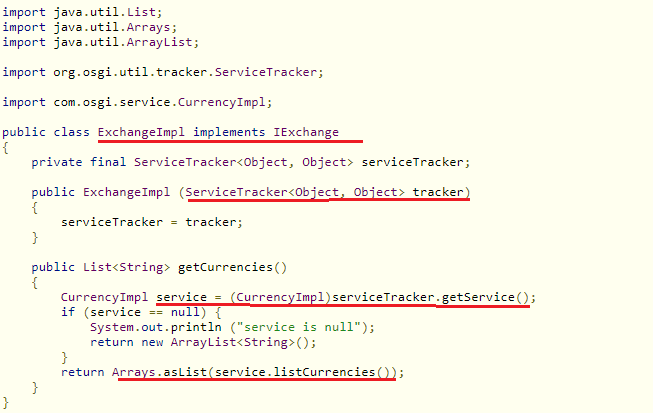 import java.util.List;
import java.util.Arrays;
import java.util.ArrayList;
import org.osgi.util.tracker.ServiceTracker;
import com.osgi.service.CurrencyImpl;
public class ExchangeImpl implements IExchange
{
    private final ServiceTracker<Object, Object> serviceTracker;
    public ExchangeImpl (ServiceTracker<Object, Object> tracker)
    {
        serviceTracker = tracker;
    }
    public List<String> getCurrencies()
    {
        CurrencyImpl service = (CurrencyImpl)serviceTracker.getService();
        if (service == null) {
            System.out.println ("service is null");
            return new ArrayList<String>();
        }
        return Arrays.asList(service.listCurrencies());
    }
}